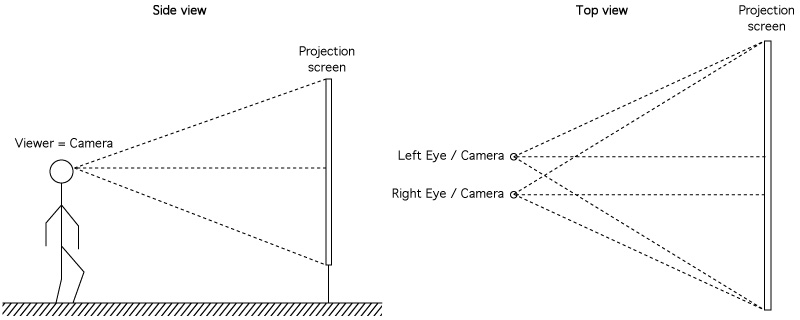 Side view
Projection
screen
Viewer = Camera
Top view
Projection
screen
Left Eye / Camera
Right Eye / Camera